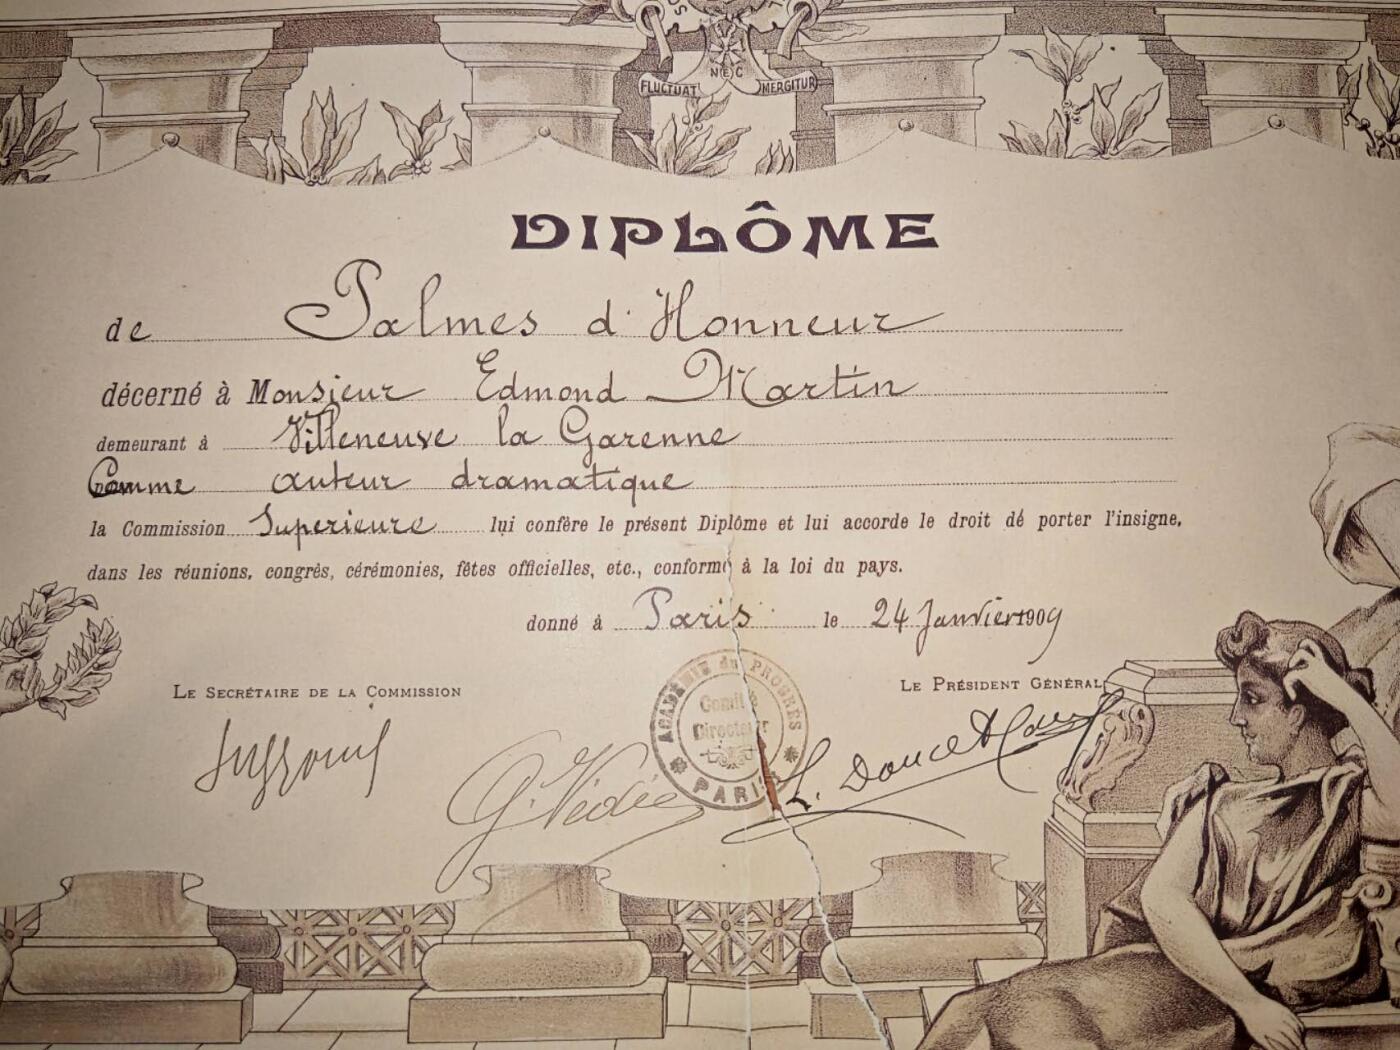 FLUCTUAT NEC MERGITUR
DIPLÔME
de Palmes d'Honneur
décerné à Monsieur Edmond Martin
demeurant à Villeneuve la Garenne
Comme auteur dramatique
la Commission Superieure lui confère le présent Diplôme et lui accorde le droit dé porter l'insigne,
dans les réunions, congrès, cérémonies, fêtes officielles, etc., conformé à la loi du pays.
donné à Paris le 24 Janvier 1909
LE SECRÉTAIRE DE LA COMMISSION
LE PRÉSIDENT GÉNÉRAL
ACADÉMIE du PROGRÈS
Comité
Directeur
PARIS